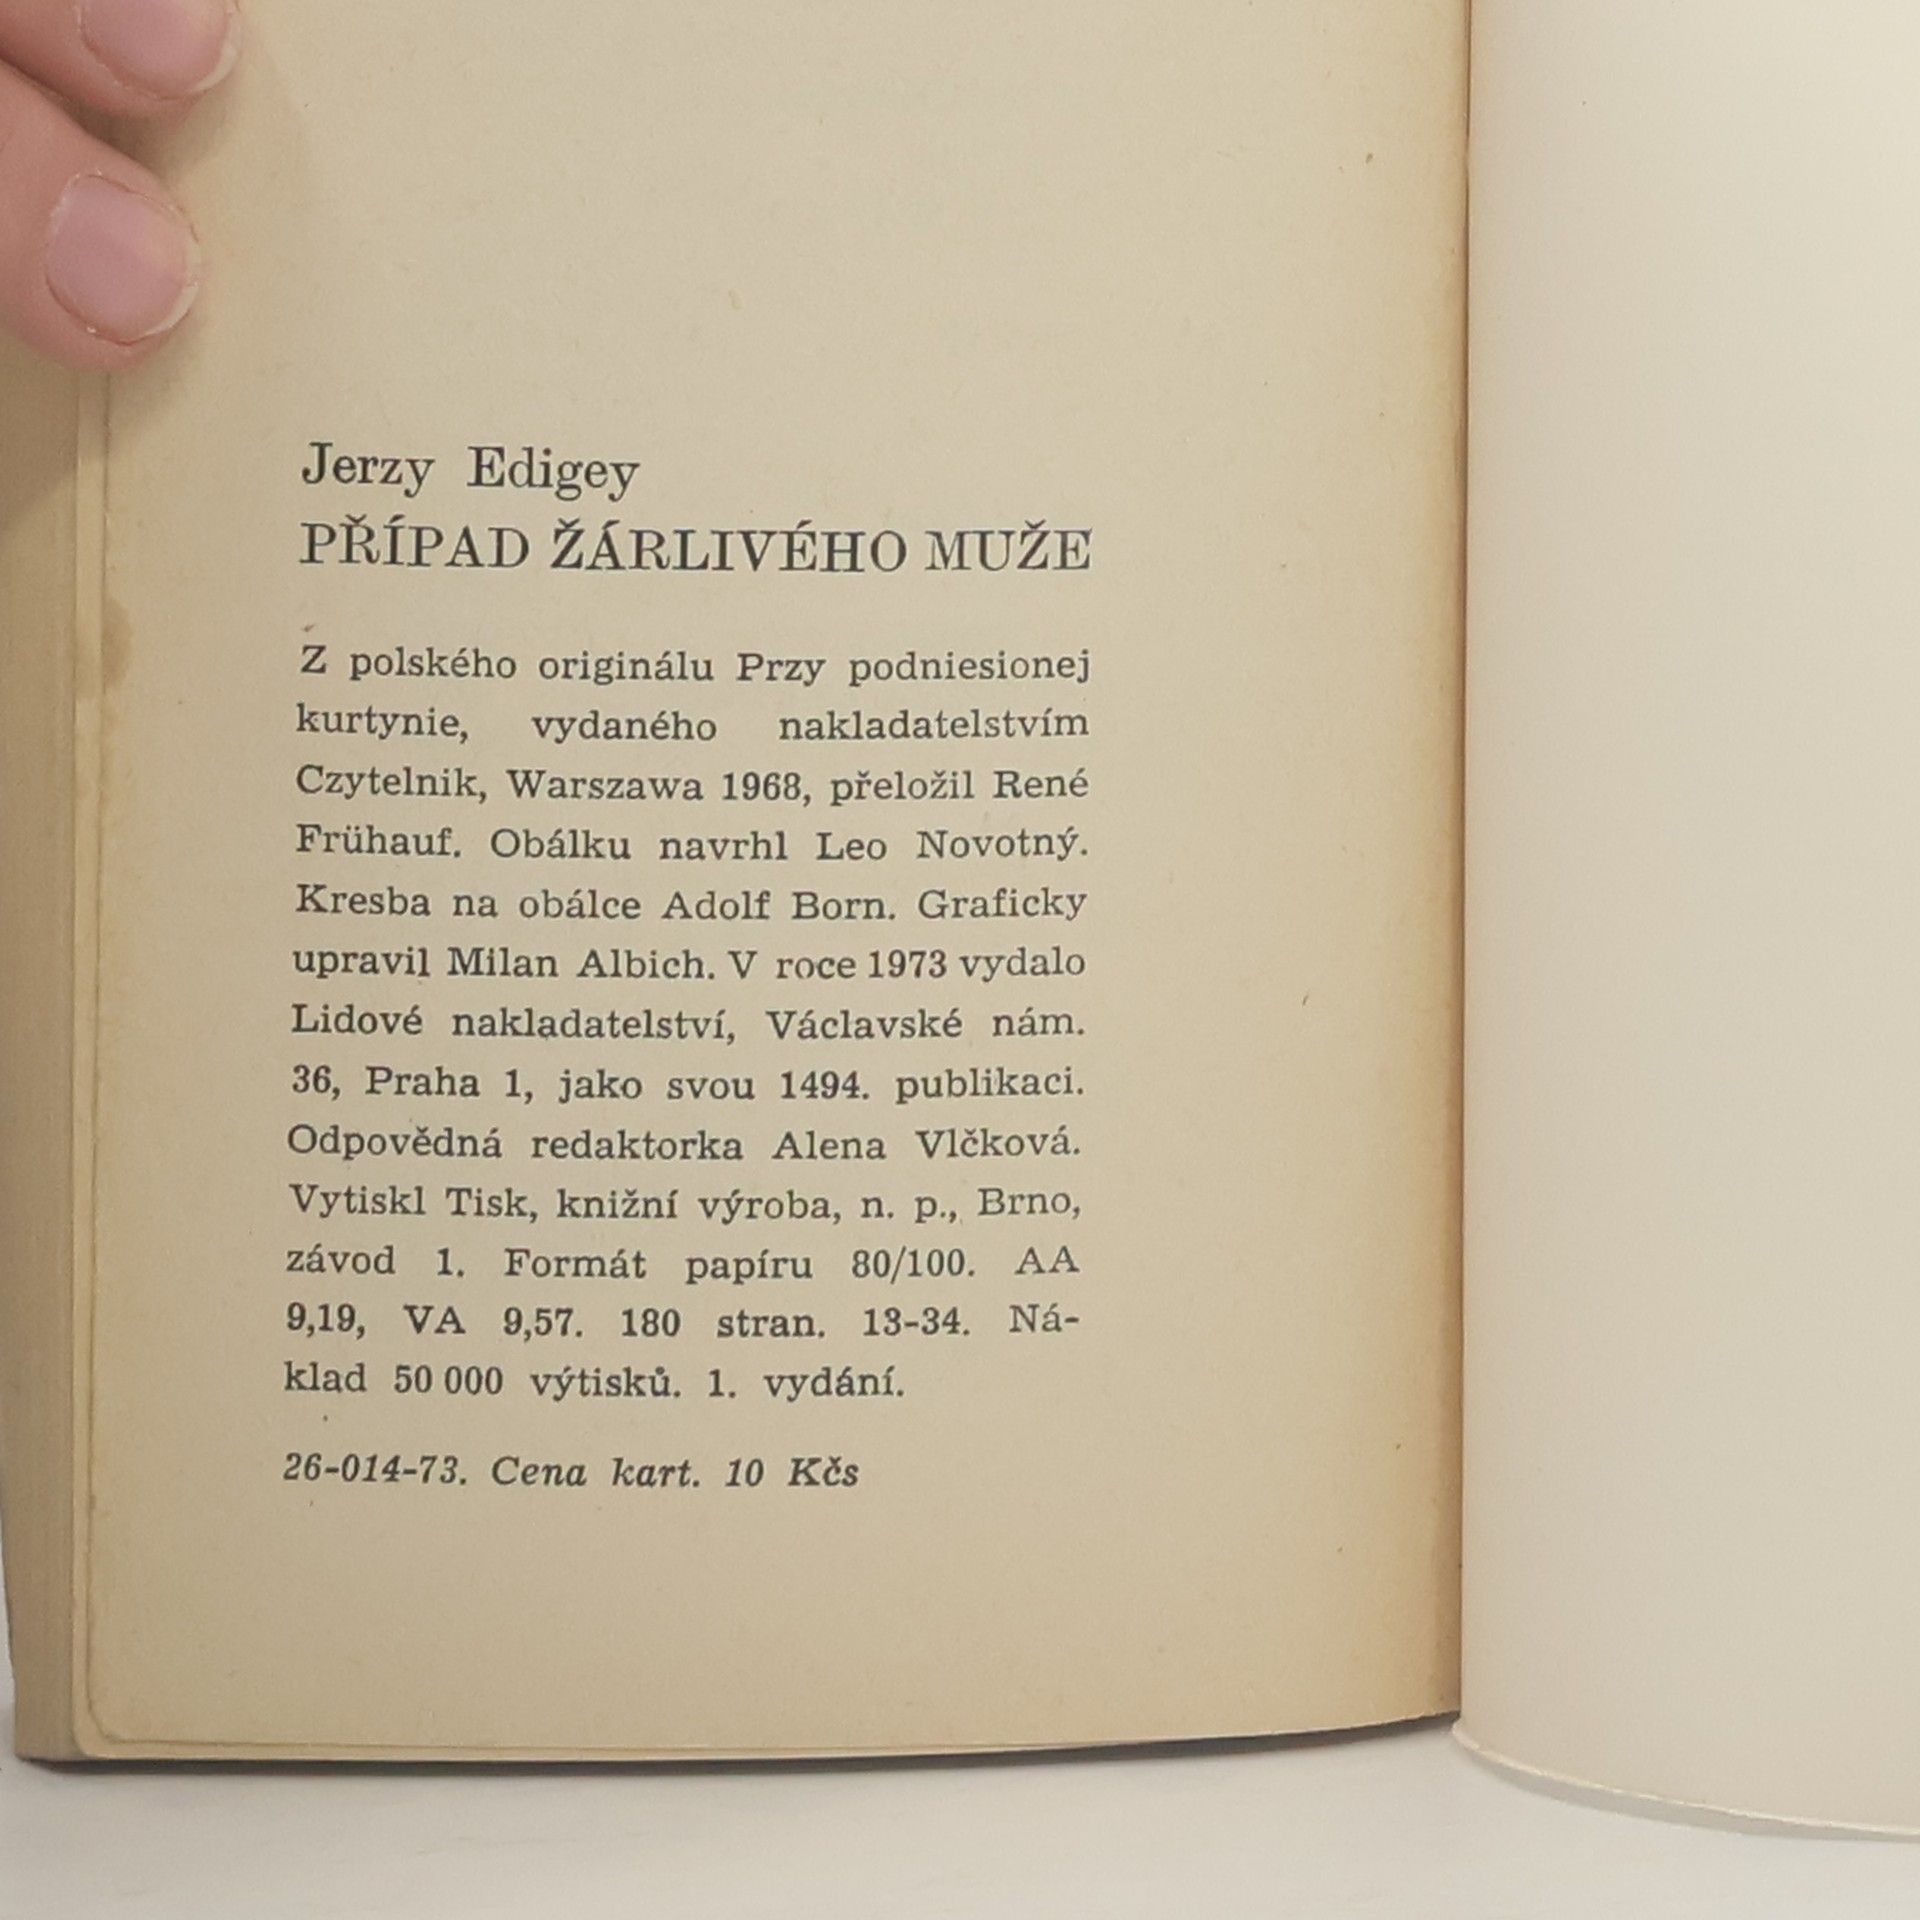 Jerzy Edigey
PŘÍPAD ŽÁRLIVÉHO MUŽE
Z polského originálu Przy podniesionej
kurtynie, vydaného nakladatelstvím
Czytelnik, Warszawa 1968, přeložil René
Frühauf. Obálku navrhl Leo Novotný.
Kresba na obálce Adolf Born. Graficky
upravil Milan Albich. V roce 1973 vydalo
Lidové nakladatelství, Václavské nám.
36, Praha 1, jako svou 1494. publikaci.
Odpovědná redaktorka Alena Vlčková.
Vytiskl Tisk, knižní výroba, n. p., Brno,
závod 1. Formát papíru 80/100. AA
9,19, VA 9,57. 180 stran. 13-34. Ná-
klad 50 000 výtisků. 1. vydání.
26-014-73. Cena kart. 10 Kčs